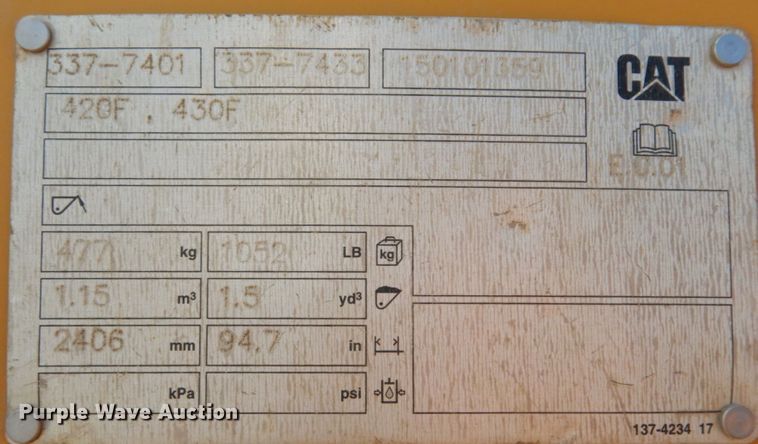 337-7401 337-7433 150101359
CAT
420F , 430F
E.0.01
477 kg 1052 LB kg
1.15 m³ 1.5 yd³
2406 mm 94.7 in
kPa psi
Purple Wave Auction
137-4234 17